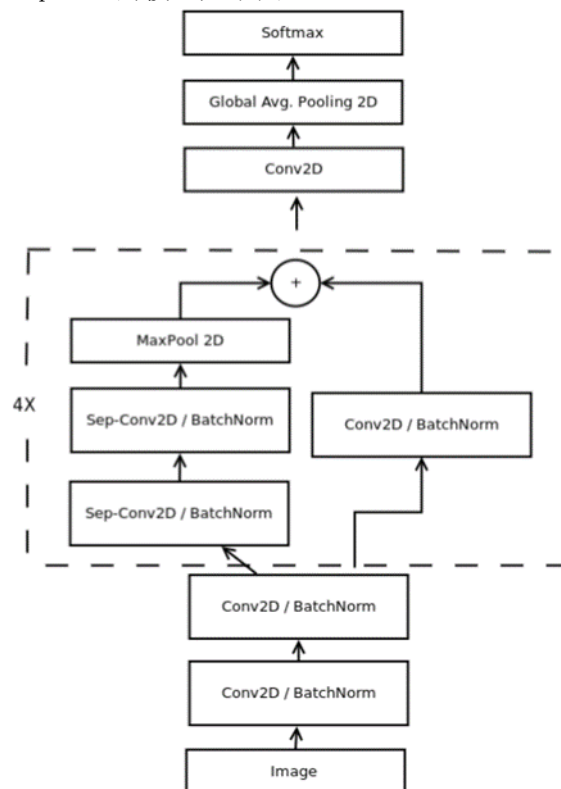 Softmax
Global Avg. Pooling 2D
Conv2D
+
MaxPool 2D
4X
Sep-Conv2D / BatchNorm
Conv2D / BatchNorm
Sep-Conv2D / BatchNorm
Conv2D / BatchNorm
Conv2D / BatchNorm
Image